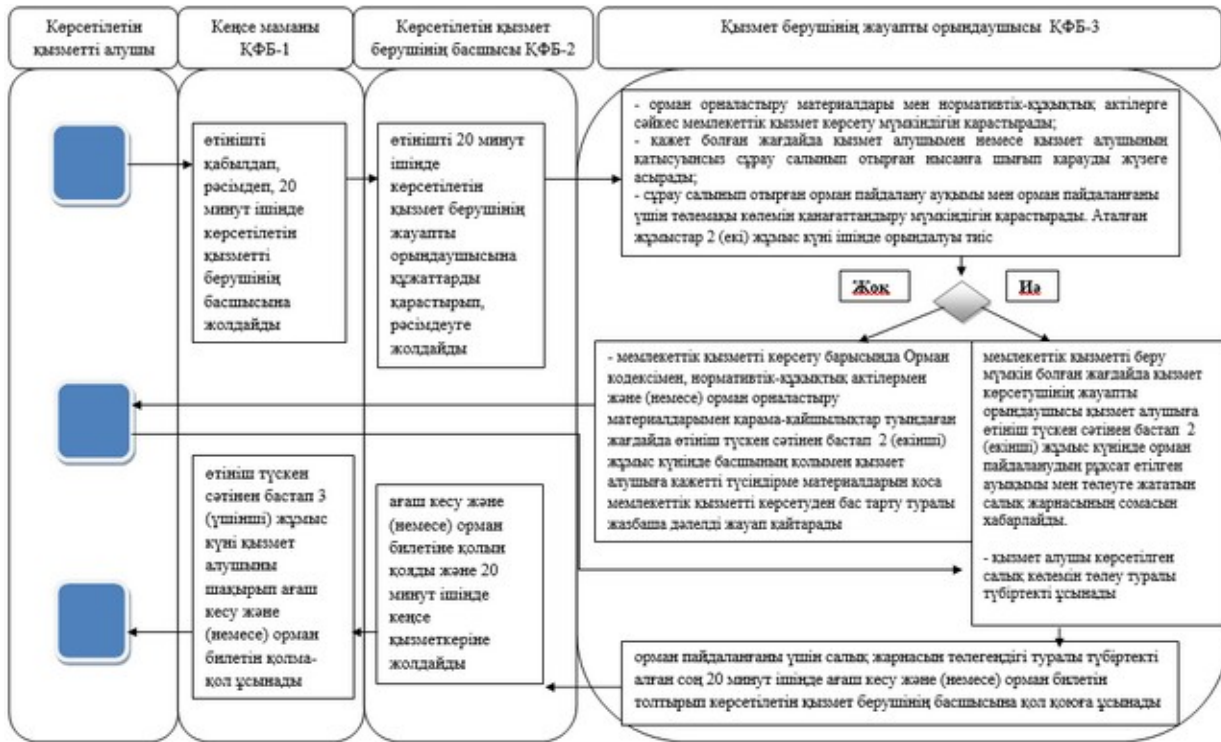 Көрсетілетін
қызметті алушы
Кеңсе маманы
ҚФБ-1
Көрсетілетін қызмет
берушінің басшысы ҚФБ-2
Қызмет берушінің жауапты орындаушысы ҚФБ-3
өтінішті
қабылдап,
рәсімдеп, 20
минут ішінде
көрсетілетін
қызметті
берушінің
басшысына
жолдайды
өтінішті 20 минут
ішінде
көрсетілетін
қызмет берушінің
жауапты
орындаушысына
құжаттарды
қарастырып,
рәсімдеуге
жолдайды
- орман орналастыру материалдары мен нормативтік-құқықтық актілерге
сәйкес мемлекеттік қызмет көрсету мүмкіндігін қарастырады;
- қажет болған жағдайда қызмет алушымен немесе қызмет алушының
қатысуынсыз сұрау салынып отырған нысанға шығып қарауды жүзеге
асырады;
- сұрау салынып отырған орман пайдалану ауқымы мен орман пайдаланғаны
үшін төлемақы көлемін қанағаттандыру мүмкіндігін қарастырады. Аталған
жұмыстар 2 (екі) жұмыс күні ішінде орындалуы тиіс
Жоқ
Иә
- мемлекеттік қызметті көрсету барысында Орман
кодексімен, нормативтік-құқықтық актілермен
және (немесе) орман орналастыру
материалдарымен қарама-қайшылықтар туындаған
жағдайда өтініш түскен сәтінен бастап 2 (екінші)
жұмыс күнінде басшының қолымен қызмет
алушыға қажетті түсіндірме материалдарын қоса
мемлекеттік қызметті көрсетуден бас тарту туралы
жазбаша дәлелді жауап қайтарады
мемлекеттік қызметті беру
мүмкін болған жағдайда қызмет
көрсетушінің жауапты
орындаушысы қызмет алушыға
өтініш түскен сәтінен бастап 2
(екінші) жұмыс күнінде орман
пайдаланудын рұқсат етілген
ауықымы мен төлеуге жататын
салық жарнасының сомасын
хабарлайды.
- қызмет алушы көрсетілген
салық көлемін төлеу туралы
түбіртекті ұсынады
өтініш түскен
сәтінен бастап 3
(үшінші) жұмыс
күні қызмет
алушыны
шақырып ағаш
кесу және
(немесе) орман
билетін қолма-
қол ұсынады
ағаш кесу және
(немесе) орман
билетіне қолын
қояды және 20
минут ішінде
кеңсе
қызметкеріне
жолдайды
орман пайдаланғаны үшін салық жарнасын төлегендігі туралы түбіртекті
алған соң 20 минут ішінде ағаш кесу және (немесе) орман билетін
толтырып көрсетілетін қызмет берушінің басшысына қол қоюға ұсынады